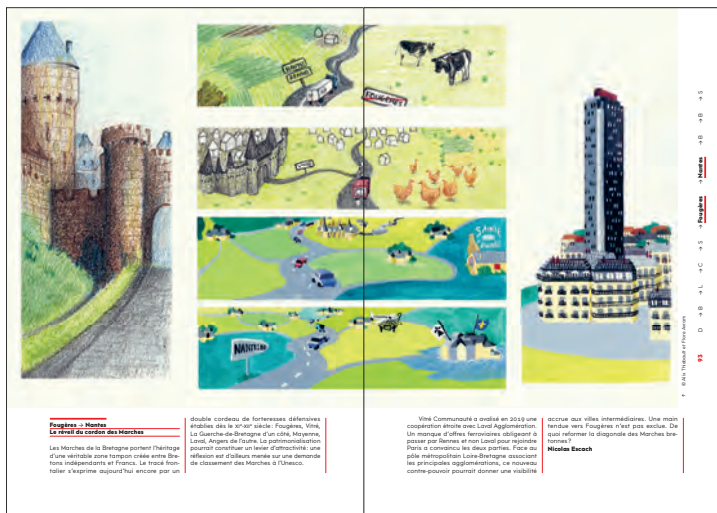 FOUGÈRES
NANTES
Fougères → Nantes
Le réveil du cordon des Marches
Les Marches de la Bretagne portent l'héritage
d'une véritable zone tampon créée entre Bre-
tons indépendants et Francs. Le tracé fron-
talier s'exprime aujourd'hui encore par un
double cordeau de forteresses défensives
établies dès le XIe-XIIe siècle : Fougères, Vitré,
La Guerche-de-Bretagne d'un côté, Mayenne,
Laval, Angers de l'autre. La patrimonialisation
pourrait constituer un levier d'attractivité : une
réflexion est d'ailleurs menée sur une demande
de classement des Marches à l'Unesco.
Vitré Communauté a avalisé en 2019 une
coopération étroite avec Laval Agglomération.
Un manque d'offres ferroviaires obligeant à
passer par Rennes et non Laval pour rejoindre
Paris a convaincu les deux parties. Face au
pôle métropolitain Loire-Bretagne associant
les principales agglomérations, ce nouveau
contre-pouvoir pourrait donner une visibilité
accrue aux villes intermédiaires. Une main
tendue vers Fougères n'est pas exclue. De
quoi reformer la diagonale des Marches bre-
tonnes ?
Nicolas Escach
↑ © Alix Thiebault et Flora Awam
93 D → B → L → C → S → Fougères → Nantes → B → B → S